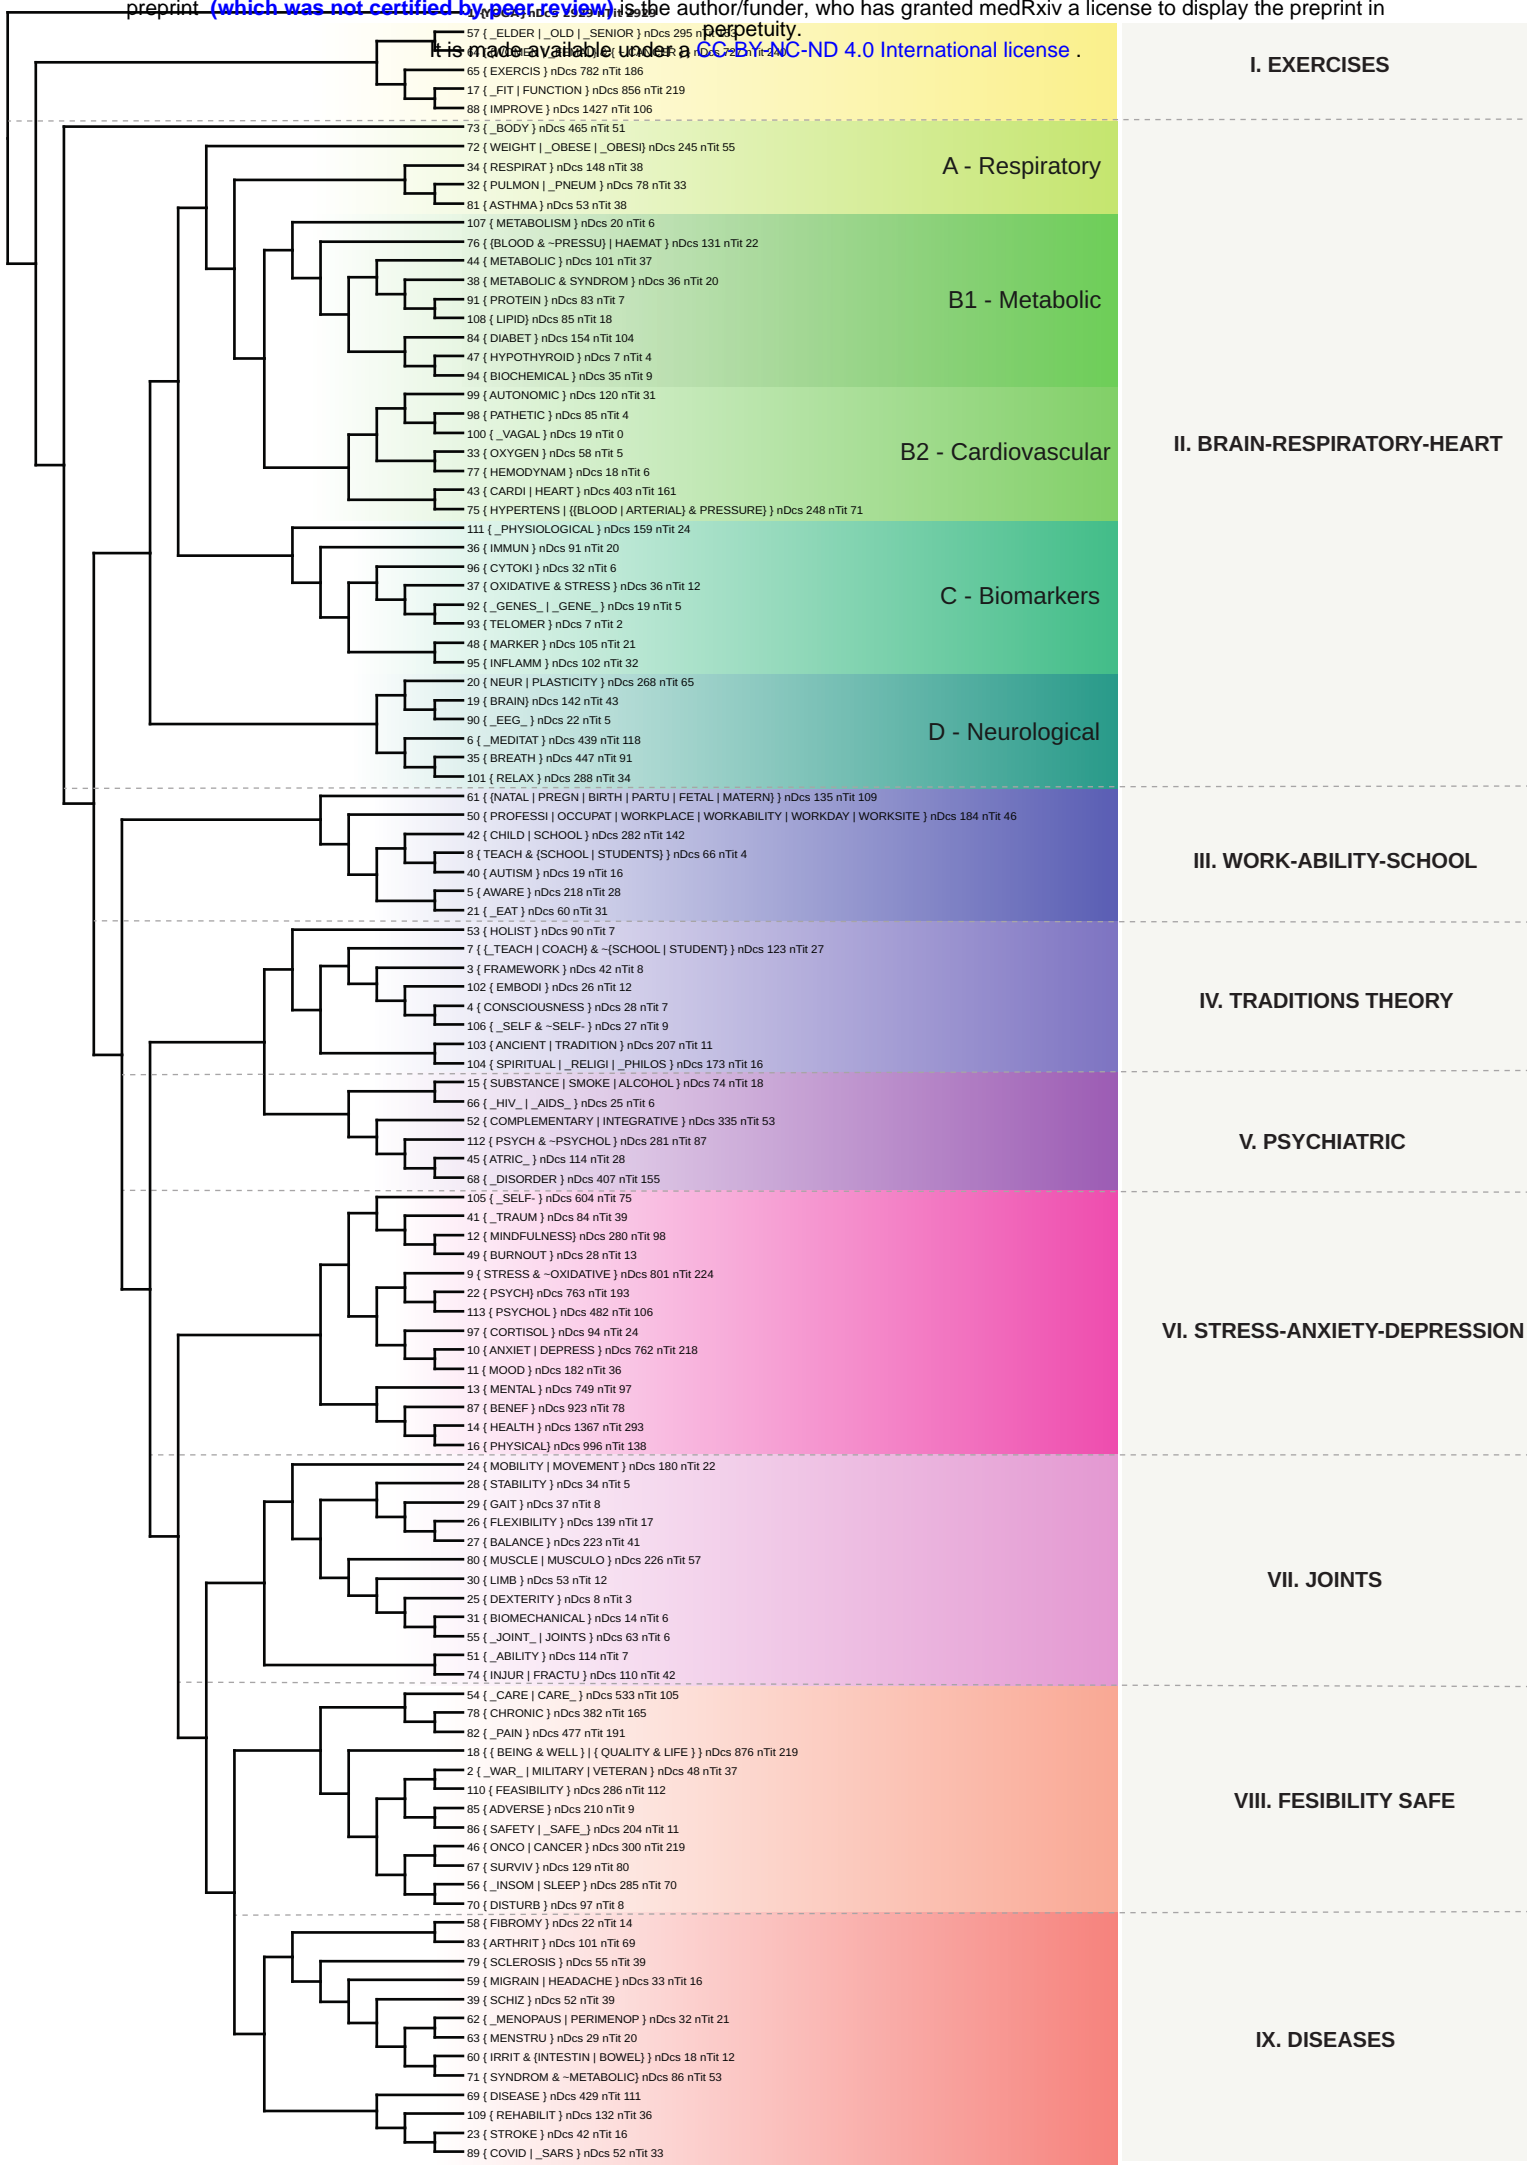 preprint (which was not certified by peer review) is the author/funder, who has granted medRxiv a license to display the preprint in
perpetuity.
It is made available under a CC-BY-NC-ND 4.0 International license .
1 {YOGA} nDcs 2929 nTit 2929
57 { _ELDER | _OLD | _SENIOR } nDcs 295 nTit
65 { EXERCIS } nDcs 782 nTit 186
17 { _FIT | FUNCTION } nDcs 856 nTit 219
88 { IMPROVE } nDcs 1427 nTit 106
I. EXERCISES
73 { _BODY } nDcs 465 nTit 51
72 { WEIGHT | _OBESE | _OBESI} nDcs 245 nTit 55
34 { RESPIRAT } nDcs 148 nTit 38
32 { PULMON | _PNEUM } nDcs 78 nTit 33
81 { ASTHMA } nDcs 53 nTit 38
A - Respiratory
107 { METABOLISM } nDcs 20 nTit 6
76 { {BLOOD & ~PRESSU} | HAEMAT } nDcs 131 nTit 22
44 { METABOLIC } nDcs 101 nTit 37
38 { METABOLIC & SYNDROM } nDcs 36 nTit 20
91 { PROTEIN } nDcs 83 nTit 7
108 { LIPID} nDcs 85 nTit 18
84 { DIABET } nDcs 154 nTit 104
47 { HYPOTHYROID } nDcs 7 nTit 4
94 { BIOCHEMICAL } nDcs 35 nTit 9
B1 - Metabolic
99 { AUTONOMIC } nDcs 120 nTit 31
98 { PATHETIC } nDcs 85 nTit 4
100 { _VAGAL } nDcs 19 nTit 0
33 { OXYGEN } nDcs 58 nTit 5
77 { HEMODYNAM } nDcs 18 nTit 6
43 { CARDI | HEART } nDcs 403 nTit 161
75 { HYPERTENS | {{BLOOD | ARTERIAL} & PRESSURE} } nDcs 248 nTit 71
B2 - Cardiovascular
II. BRAIN-RESPIRATORY-HEART
111 { _PHYSIOLOGICAL } nDcs 159 nTit 24
36 { IMMUN } nDcs 91 nTit 20
96 { CYTOKI } nDcs 32 nTit 6
37 { OXIDATIVE & STRESS } nDcs 36 nTit 12
92 { _GENES_ | _GENE_ } nDcs 19 nTit 5
93 { TELOMER } nDcs 7 nTit 2
48 { MARKER } nDcs 105 nTit 21
95 { INFLAMM } nDcs 102 nTit 32
C - Biomarkers
20 { NEUR | PLASTICITY } nDcs 268 nTit 65
19 { BRAIN} nDcs 142 nTit 43
90 { _EEG_ } nDcs 22 nTit 5
6 { _MEDITAT } nDcs 439 nTit 118
35 { BREATH } nDcs 447 nTit 91
101 { RELAX } nDcs 288 nTit 34
D - Neurological
61 { {NATAL | PREGN | BIRTH | PARTU | FETAL | MATERN} } nDcs 135 nTit 109
50 { PROFESSI | OCCUPAT | WORKPLACE | WORKABILITY | WORKDAY | WORKSITE } nDcs 184 nTit 46
42 { CHILD | SCHOOL } nDcs 282 nTit 142
8 { TEACH & {SCHOOL | STUDENTS} } nDcs 66 nTit 4
40 { AUTISM } nDcs 19 nTit 16
5 { AWARE } nDcs 218 nTit 28
21 { _EAT } nDcs 60 nTit 31
III. WORK-ABILITY-SCHOOL
53 { HOLIST } nDcs 90 nTit 7
7 { {_TEACH | COACH} & ~{SCHOOL | STUDENT} } nDcs 123 nTit 27
3 { FRAMEWORK } nDcs 42 nTit 8
102 { EMBODI } nDcs 26 nTit 12
4 { CONSCIOUSNESS } nDcs 28 nTit 7
106 { _SELF & ~SELF- } nDcs 27 nTit 9
103 { ANCIENT | TRADITION } nDcs 207 nTit 11
104 { SPIRITUAL | _RELIGI | _PHILOS } nDcs 173 nTit 16
IV. TRADITIONS THEORY
15 { SUBSTANCE | SMOKE | ALCOHOL } nDcs 74 nTit 18
66 { _HIV_ | _AIDS_ } nDcs 25 nTit 6
52 { COMPLEMENTARY | INTEGRATIVE } nDcs 335 nTit 53
112 { PSYCH & ~PSYCHOL } nDcs 281 nTit 87
45 { ATRIC_ } nDcs 114 nTit 28
68 { _DISORDER } nDcs 407 nTit 155
V. PSYCHIATRIC
105 { _SELF- } nDcs 604 nTit 75
41 { _TRAUM } nDcs 84 nTit 39
12 { MINDFULNESS} nDcs 280 nTit 98
49 { BURNOUT } nDcs 28 nTit 13
9 { STRESS & ~OXIDATIVE } nDcs 801 nTit 224
22 { PSYCH} nDcs 763 nTit 193
113 { PSYCHOL } nDcs 482 nTit 106
97 { CORTISOL } nDcs 94 nTit 24
10 { ANXIET | DEPRESS } nDcs 762 nTit 218
11 { MOOD } nDcs 182 nTit 36
13 { MENTAL } nDcs 749 nTit 97
87 { BENEF } nDcs 923 nTit 78
14 { HEALTH } nDcs 1367 nTit 293
16 { PHYSICAL} nDcs 996 nTit 138
VI. STRESS-ANXIETY-DEPRESSION
24 { MOBILITY | MOVEMENT } nDcs 180 nTit 22
28 { STABILITY } nDcs 34 nTit 5
29 { GAIT } nDcs 37 nTit 8
26 { FLEXIBILITY } nDcs 139 nTit 17
27 { BALANCE } nDcs 223 nTit 41
80 { MUSCLE | MUSCULO } nDcs 226 nTit 57
30 { LIMB } nDcs 53 nTit 12
25 { DEXTERITY } nDcs 8 nTit 3
31 { BIOMECHANICAL } nDcs 14 nTit 6
55 { _JOINT_ | JOINTS } nDcs 63 nTit 6
51 { _ABILITY } nDcs 114 nTit 7
74 { INJUR | FRACTU } nDcs 110 nTit 42
VII. JOINTS
54 { _CARE | CARE_ } nDcs 533 nTit 105
78 { CHRONIC } nDcs 382 nTit 165
82 { _PAIN } nDcs 477 nTit 191
18 { { BEING & WELL } | { QUALITY & LIFE } } nDcs 876 nTit 219
2 { _WAR_ | MILITARY | VETERAN } nDcs 48 nTit 37
110 { FEASIBILITY } nDcs 286 nTit 112
85 { ADVERSE } nDcs 210 nTit 9
86 { SAFETY | _SAFE_} nDcs 204 nTit 11
46 { ONCO | CANCER } nDcs 300 nTit 219
67 { SURVIV } nDcs 129 nTit 80
56 { _INSOM | SLEEP } nDcs 285 nTit 70
70 { DISTURB } nDcs 97 nTit 8
VIII. FESIBILITY SAFE
58 { FIBROMY } nDcs 22 nTit 14
83 { ARTHRIT } nDcs 101 nTit 69
79 { SCLEROSIS } nDcs 55 nTit 39
59 { MIGRAIN | HEADACHE } nDcs 33 nTit 16
39 { SCHIZ } nDcs 52 nTit 39
62 { _MENOPAUS | PERIMENOP } nDcs 32 nTit 21
63 { MENSTRU } nDcs 29 nTit 20
60 { IRRIT & {INTESTIN | BOWEL} } nDcs 18 nTit 12
71 { SYNDROM & ~METABOLIC} nDcs 86 nTit 53
69 { DISEASE } nDcs 429 nTit 111
109 { REHABILIT } nDcs 132 nTit 36
23 { STROKE } nDcs 42 nTit 16
89 { COVID | _SARS } nDcs 52 nTit 33
IX. DISEASES